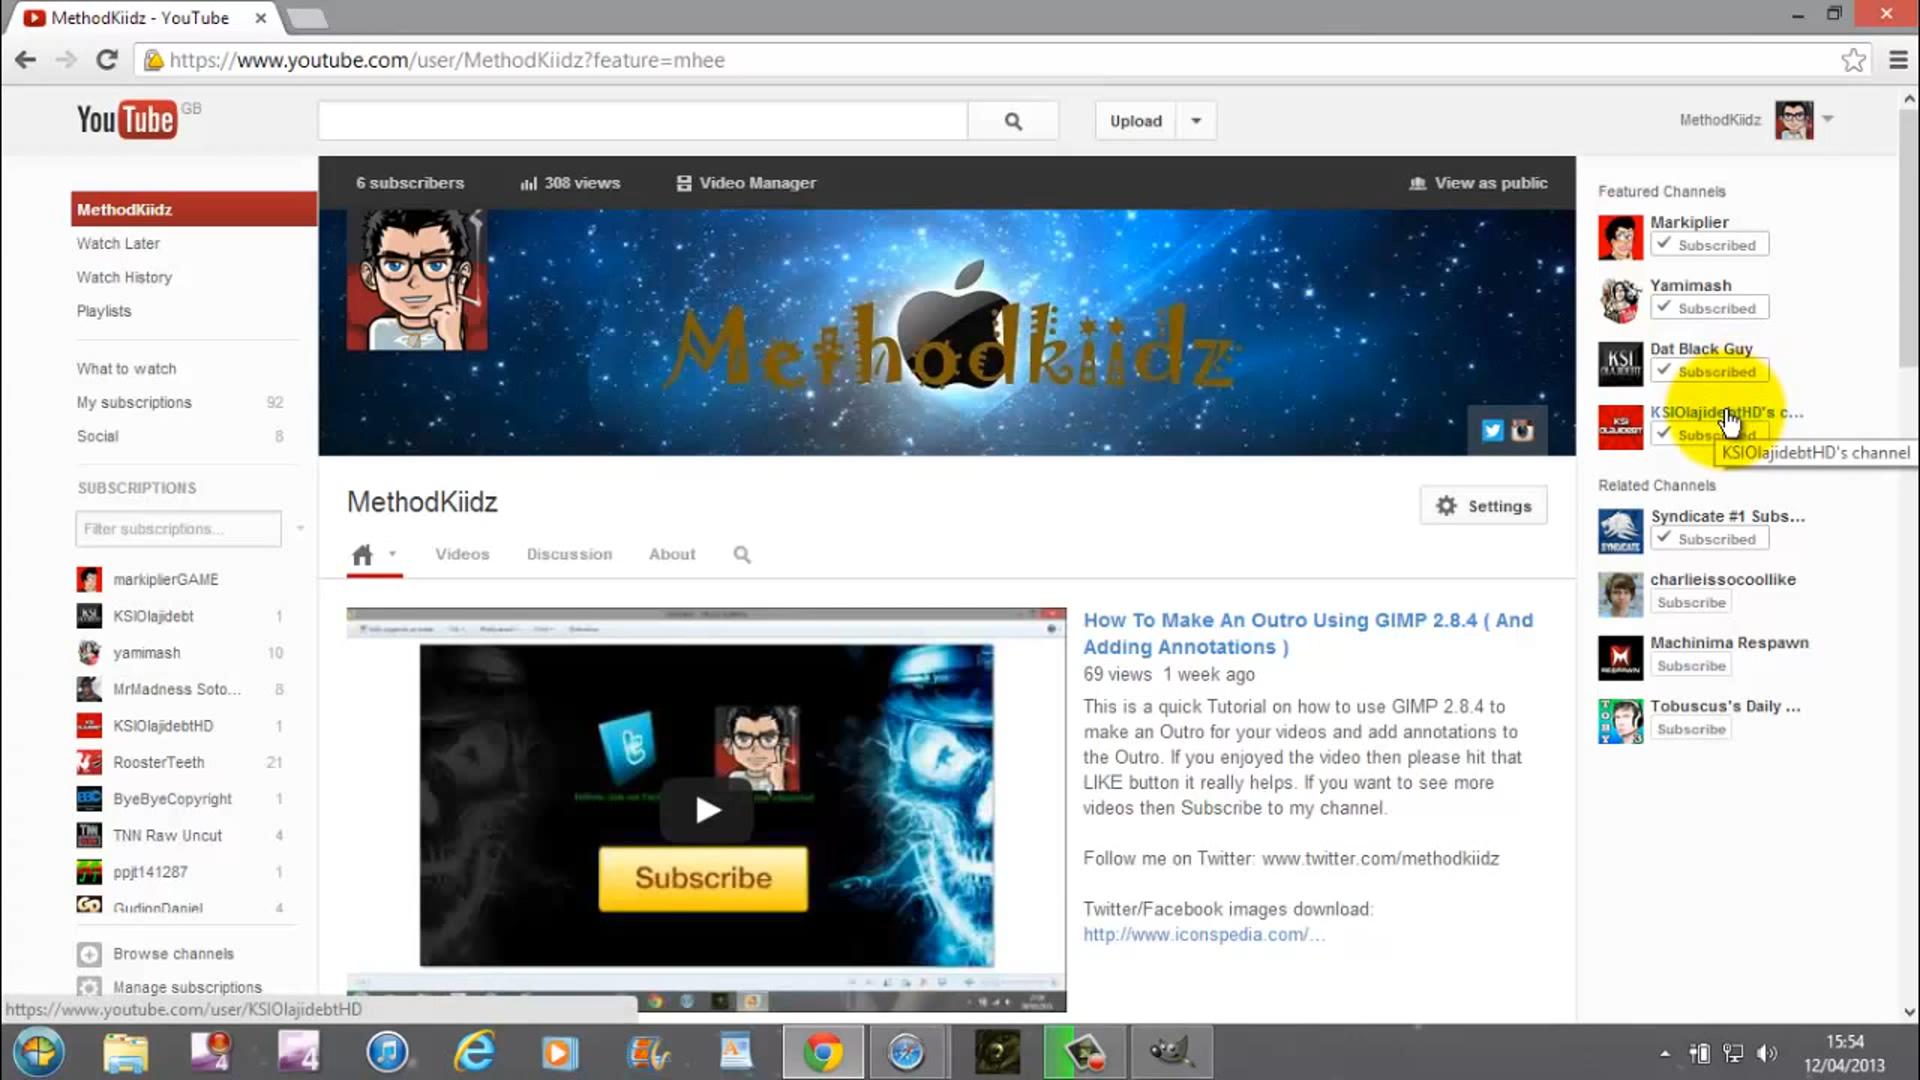 MethodKiidz - YouTube
https://www.youtube.com/user/MethodKiidz?feature=mhee
YouTube GB
Upload
MethodKiidz
6 subscribers
308 views
Video Manager
View as public
MethodKiidz
Watch Later
Watch History
Playlists
What to watch
My subscriptions 92
Social 8
SUBSCRIPTIONS
Filter subscriptions...
markiplierGAME
KSIOlajidebt 1
yamimash 10
MrMadness Soto... 8
KSIOlajidebtHD 1
RoosterTeeth 21
ByeByeCopyright 1
TNN Raw Uncut 4
ppjt141287 1
GudjonDaniel 4
Browse channels
Manage subscriptions
https://www.youtube.com/user/KSIOlajidebtHD
Methodkiidz
MethodKiidz
Settings
Videos
Discussion
About
Subscribe
How To Make An Outro Using GIMP 2.8.4 ( And
Adding Annotations )
69 views 1 week ago
This is a quick Tutorial on how to use GIMP 2.8.4 to
make an Outro for your videos and add annotations to
the Outro. If you enjoyed the video then please hit that
LIKE button it really helps. If you want to see more
videos then Subscribe to my channel.
Follow me on Twitter: www.twitter.com/methodkiidz
Twitter/Facebook images download:
http://www.iconspedia.com/...
Featured Channels
Markiplier
Subscribed
Yamimash
Subscribed
Dat Black Guy
Subscribed
KSIOlajidebtHD's c...
Subscribed
KSIOlajidebtHD's channel
Related Channels
Syndicate #1 Subs...
Subscribed
charlieissocoollike
Subscribe
Machinima Respawn
Subscribe
Tobuscus's Daily ...
Subscribe
15:54
12/04/2013